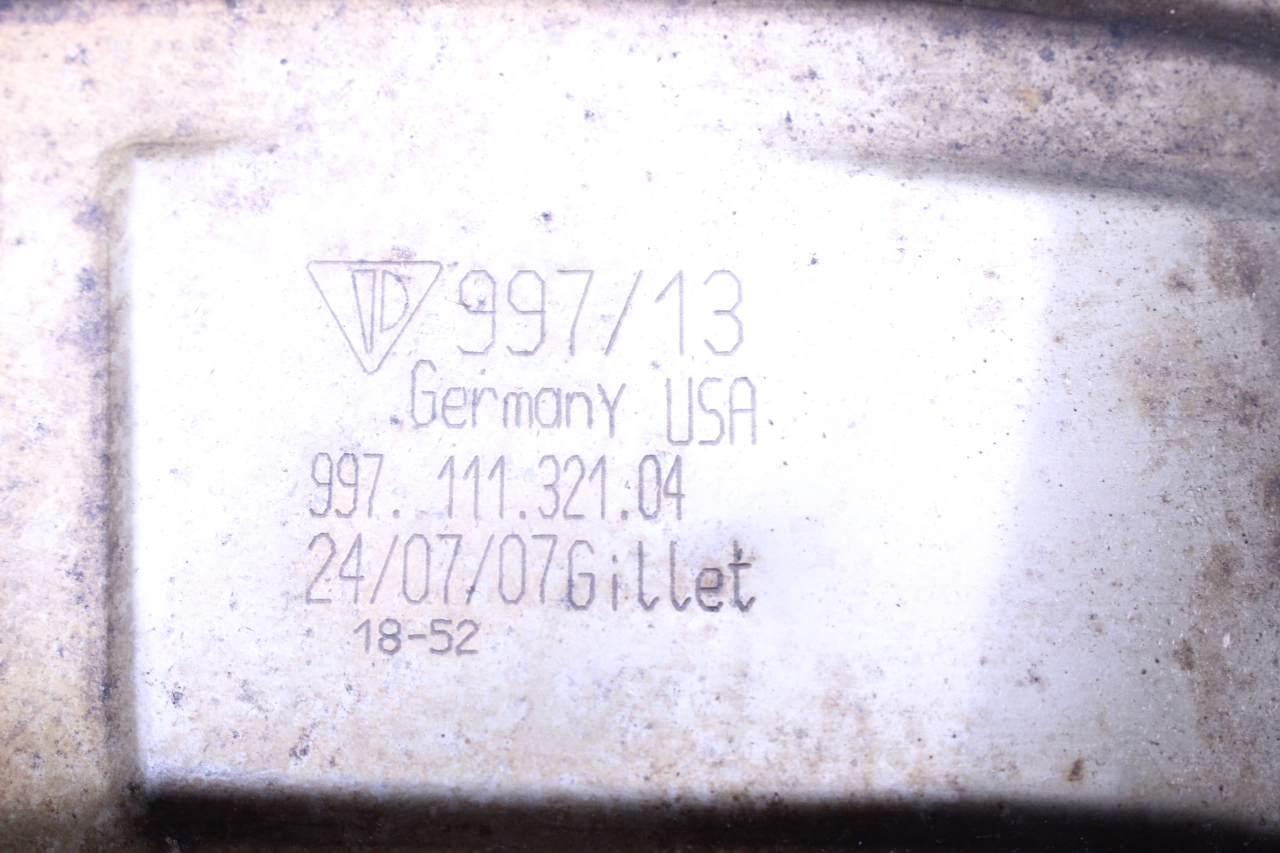 997/13
Germany USA
997. 111.321.04
24/07/07Gillet
18-52